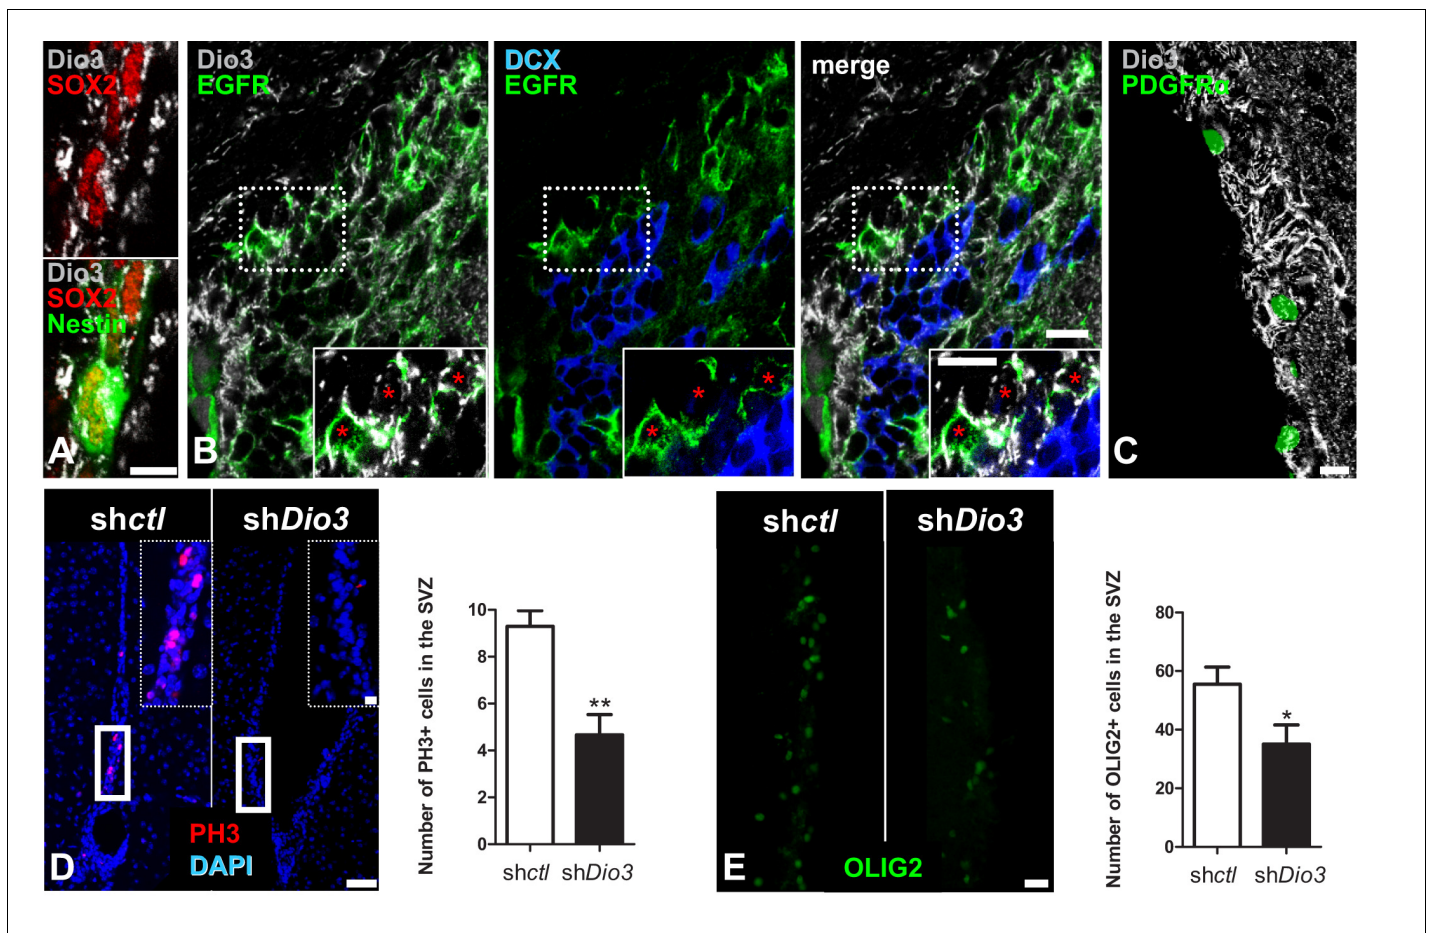 Dio3
SOX2
Dio3
SOX2
Nestin
A
Dio3
EGFR
B
*
*
*
DCX
EGFR
*
*
*
merge
*
*
*
Dio3
PDGFRα
C
shctl
shDio3
PH3
DAPI
D
Number of PH3+ cells in the SVZ
10
8
6
4
2
0
**
shctl
shDio3
shctl
shDio3
OLIG2
E
Number of OLIG2+ cells in the SVZ
80
60
40
20
0
*
shctl
shDio3